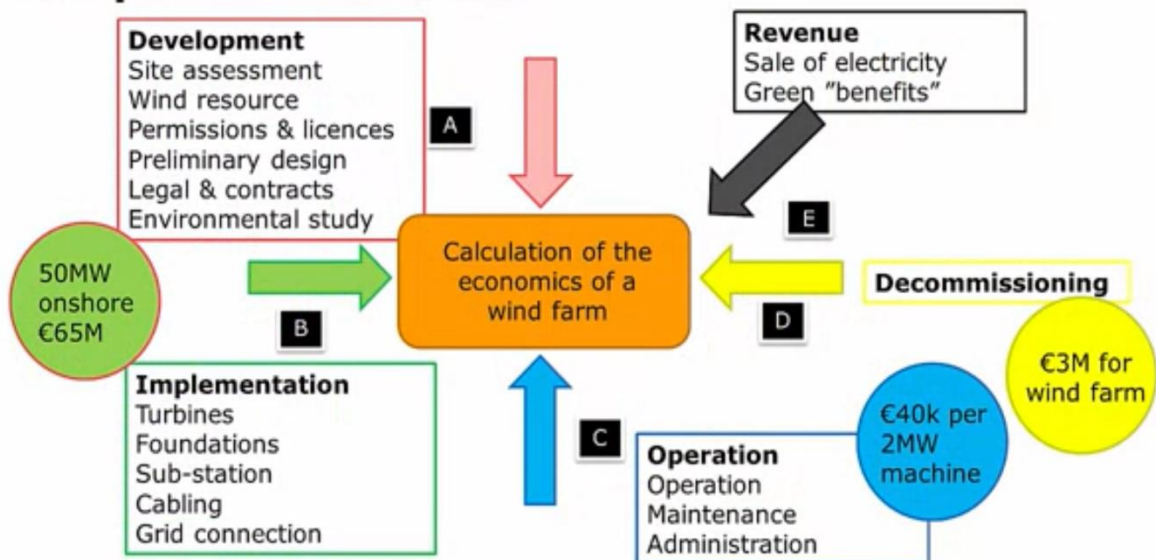 Development
Site assessment
Wind resource
Permissions & licences
Preliminary design
Legal & contracts
Environmental study
A
Revenue
Sale of electricity
Green ”benefits”
E
50MW
onshore
€65M
B
Calculation of the
economics of a
wind farm
D
Decommissioning
€3M for
wind farm
Implementation
Turbines
Foundations
Sub-station
Cabling
Grid connection
C
Operation
Operation
Maintenance
Administration
€40k per
2MW
machine